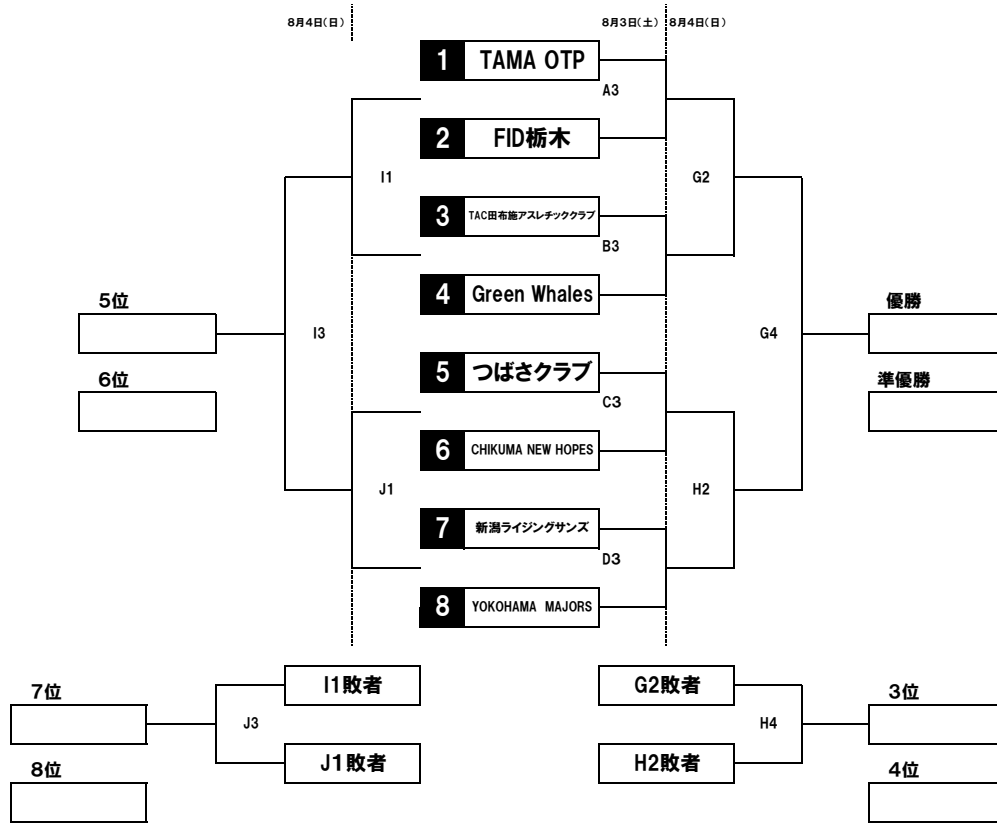 8月4日(日)
8月3日(土) 8月4日(日)
1 TAMA OTP
A3
2 FID栃木
I1
G2
3 TAC田布施アスレチッククラブ
B3
4 Green Whales
5位
優勝
I3
G4
5 つばさクラブ
6位
準優勝
C3
6 CHIKUMA NEW HOPES
J1
H2
7 新潟ライジングサンズ
D3
8 YOKOHAMA MAJORS
7位
I1敗者
G2敗者
3位
J3
H4
8位
J1敗者
H2敗者
4位